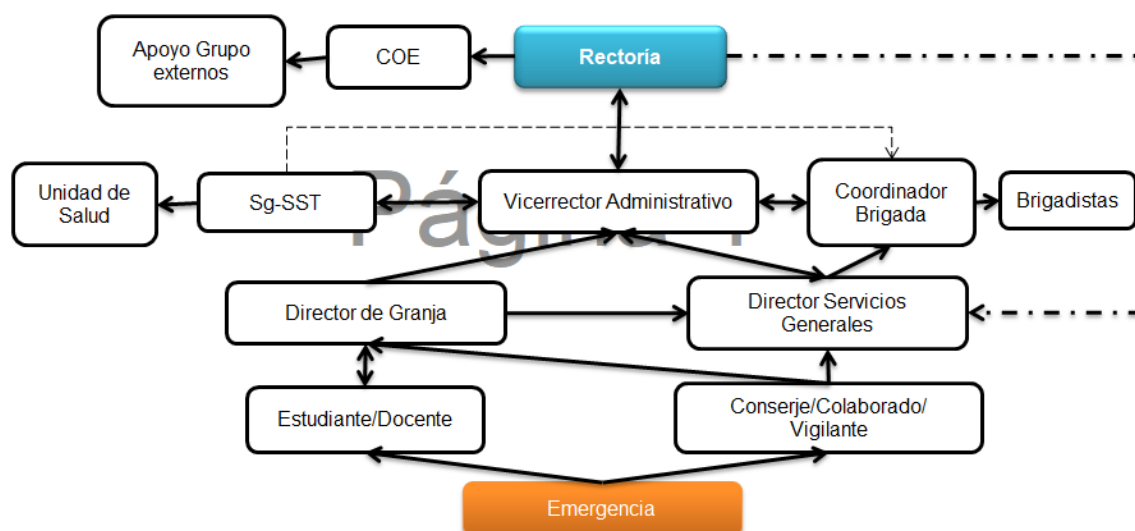 Apoyo Grupo
externos
COE
Rectoría
Unidad de
Salud
Sg-SST
Vicerrector Administrativo
Coordinador
Brigada
Brigadistas
Director de Granja
Director Servicios
Generales
Estudiante/Docente
Conserje/Colaborado/
Vigilante
Emergencia